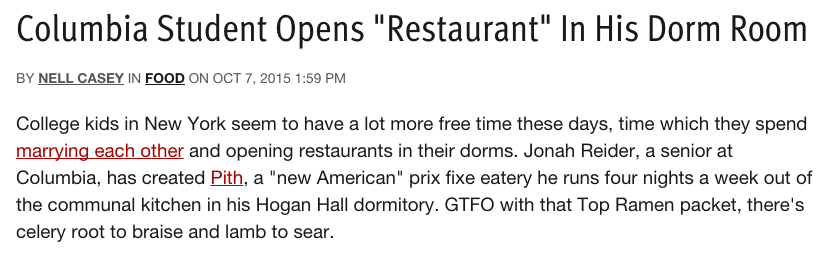 Columbia Student Opens "Restaurant" In His Dorm Room
BY NELL CASEY IN FOOD ON OCT 7, 2015 1:59 PM
College kids in New York seem to have a lot more free time these days, time which they spend
marrying each other and opening restaurants in their dorms. Jonah Reider, a senior at
Columbia, has created Pith, a "new American" prix fixe eatery he runs four nights a week out of
the communal kitchen in his Hogan Hall dormitory. GTFO with that Top Ramen packet, there's
celery root to braise and lamb to sear.